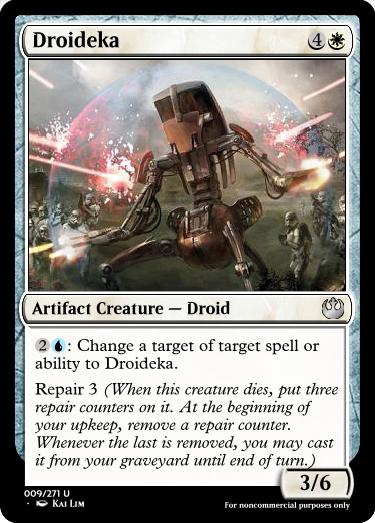 Droideka 4
Artifact Creature — Droid
2 : Change a target of target spell or
ability to Droideka.
Repair 3 (When this creature dies, put three
repair counters on it. At the beginning of
your upkeep, remove a repair counter.
Whenever the last is removed, you may cast
it from your graveyard until end of turn.)
3/6
009/271 U
Kai Lim
For noncommercial purposes only